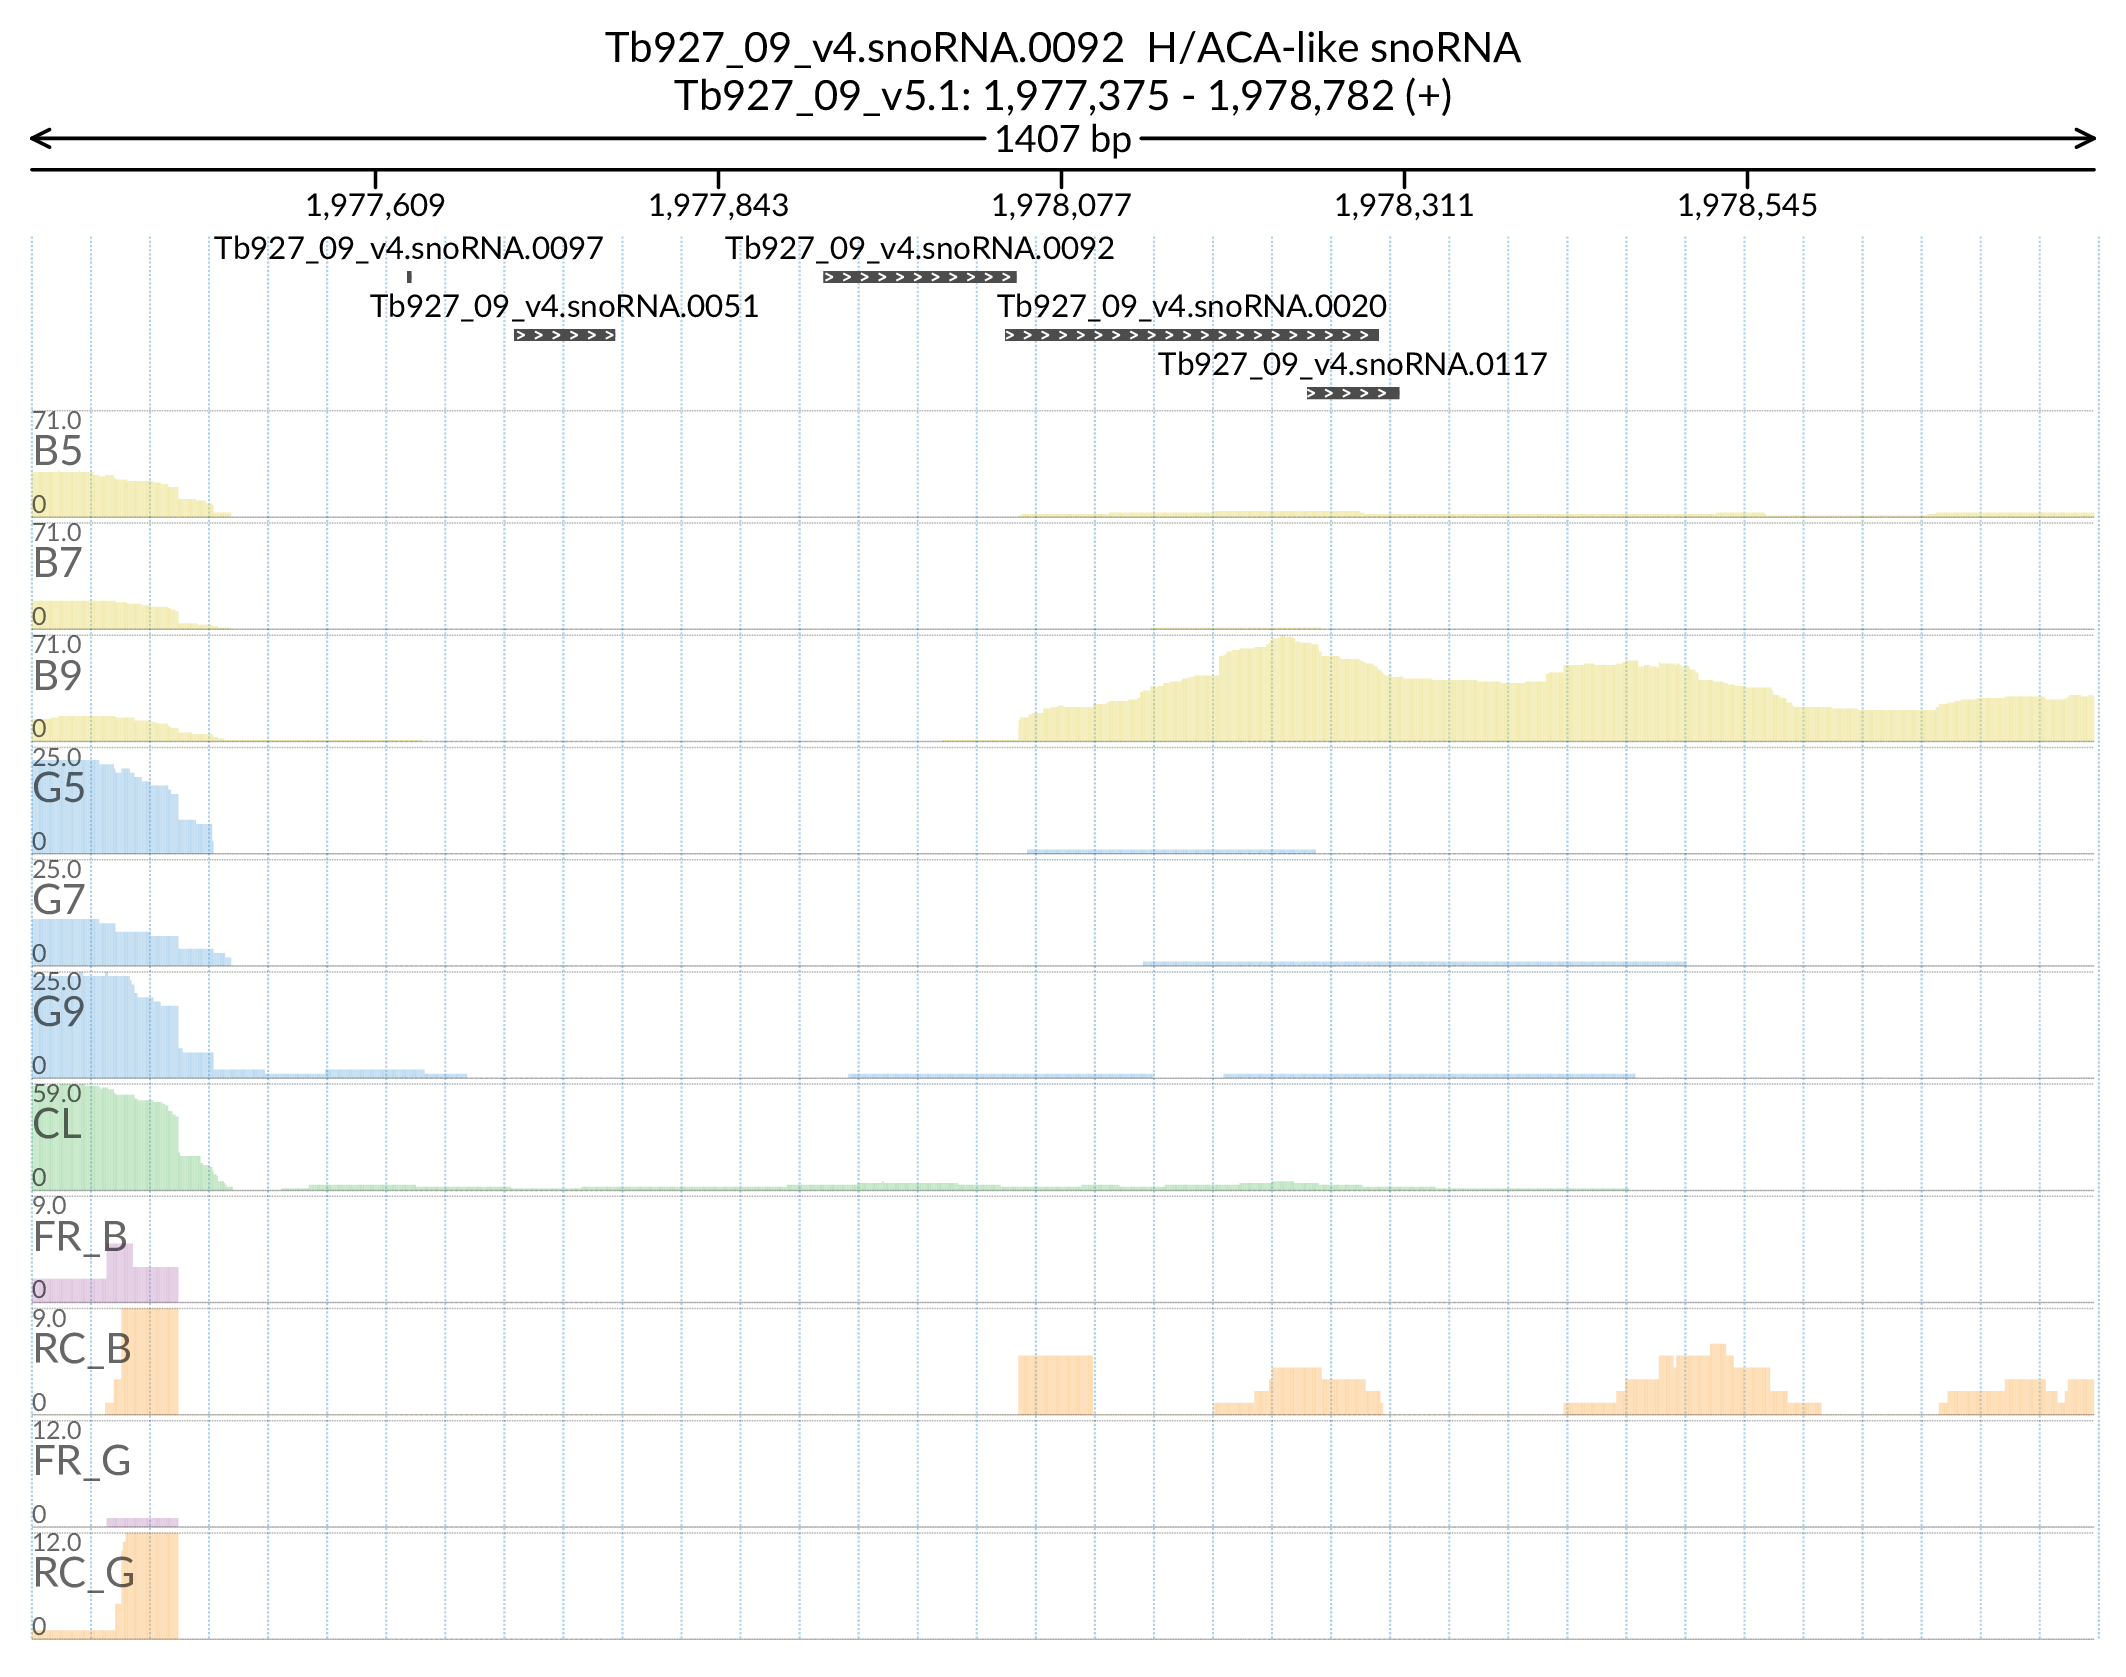 Tb927_09_v4.snoRNA.0092  H/ACA-like snoRNA
Tb927_09_v5.1: 1,977,375 - 1,978,782 (+)
1407 bp
1,977,609 1,977,843 1,978,077 1,978,311 1,978,545
Tb927_09_v4.snoRNA.0097 Tb927_09_v4.snoRNA.0092
Tb927_09_v4.snoRNA.0051 Tb927_09_v4.snoRNA.0020
Tb927_09_v4.snoRNA.0117
71.0
B5
0
71.0
B7
0
71.0
B9
0
25.0
G5
0
25.0
G7
0
25.0
G9
0
59.0
CL
0
9.0
FR_B
0
9.0
RC_B
0
12.0
FR_G
0
12.0
RC_G
0